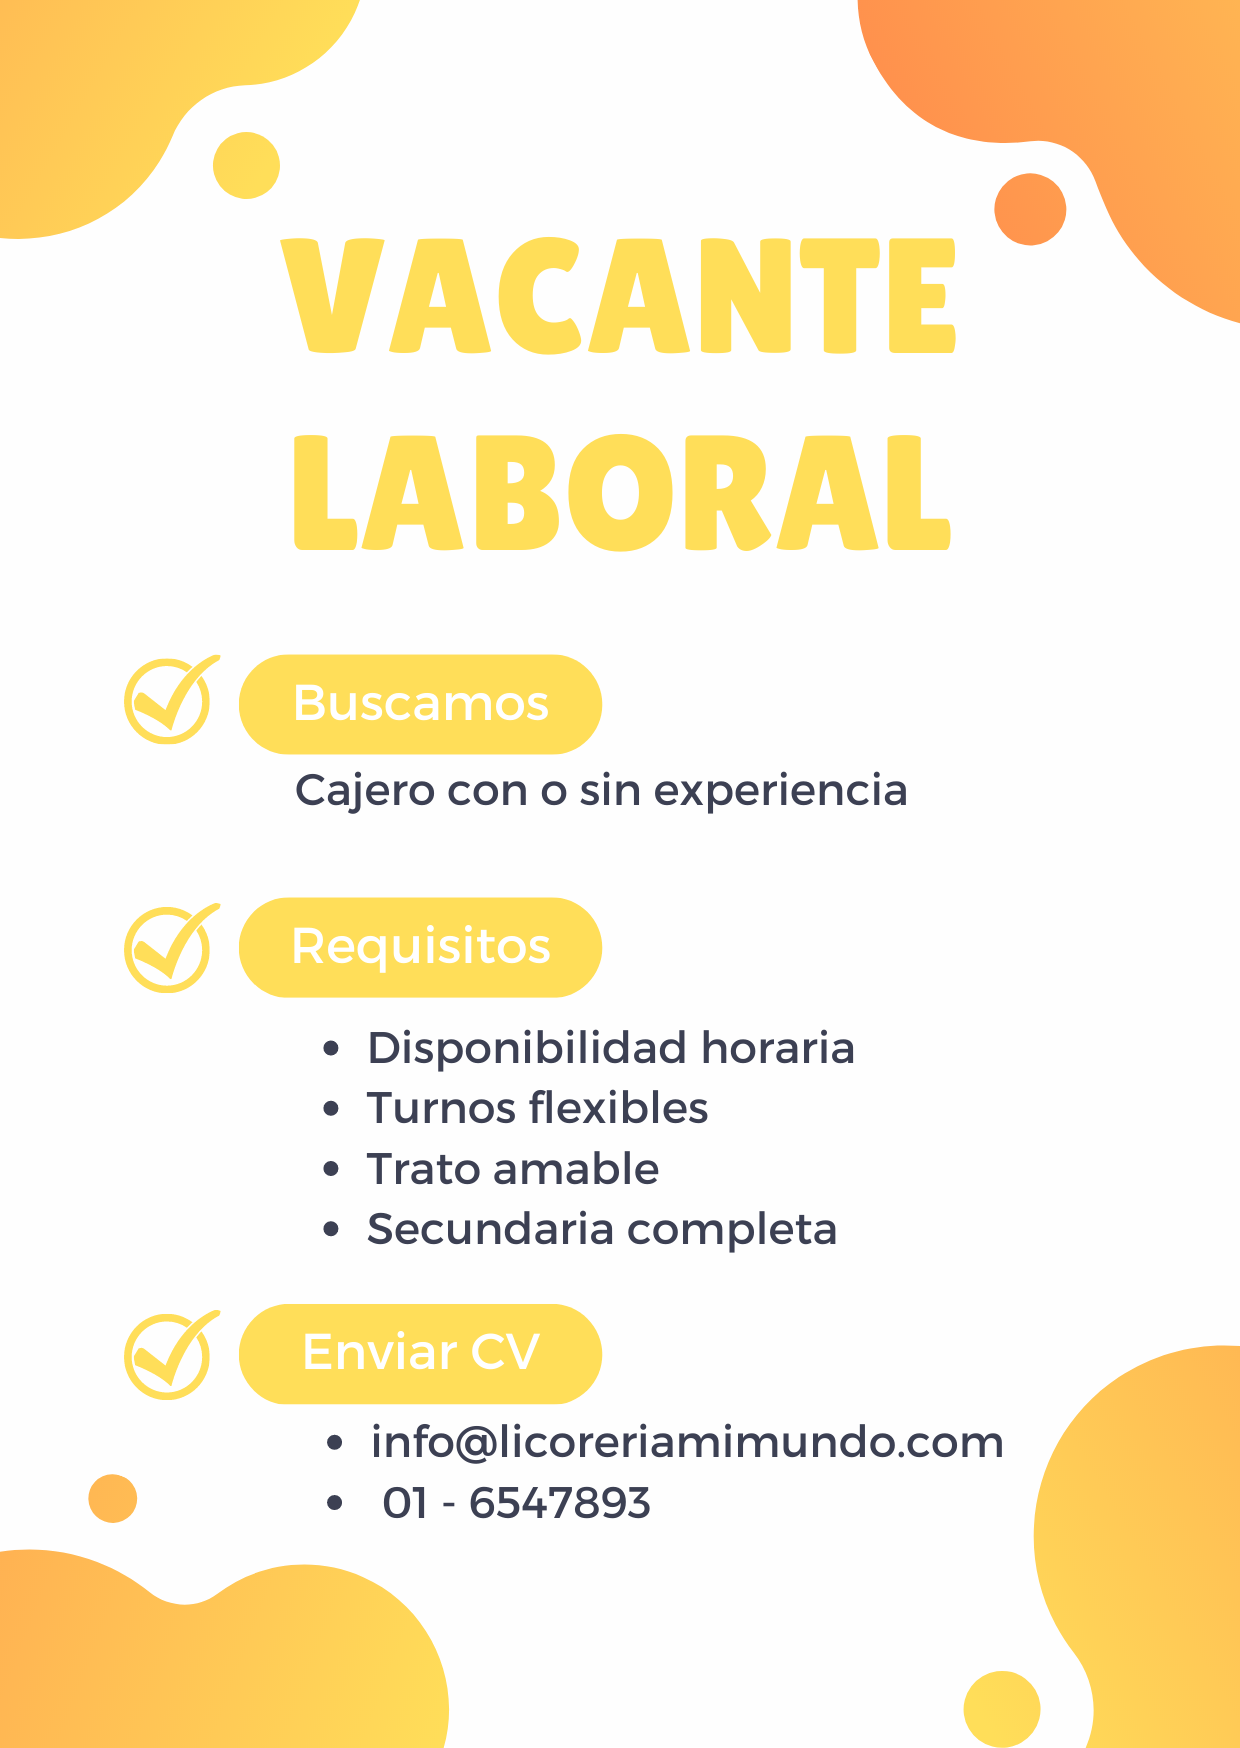 VACANTE
LABORAL
Buscamos
Cajero con o sin experiencia
Requisitos
• Disponibilidad horaria
• Turnos flexibles
• Trato amable
• Secundaria completa
Enviar CV
• info@licoreriamimundo.com
• 01 - 6547893